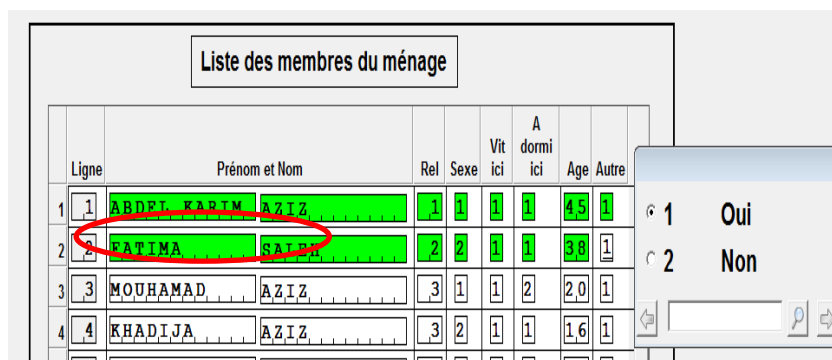 Liste des membres du ménage
Ligne Prénom et Nom Rel Sexe Vit ici A dormi ici Age Autre
1 1 ABDEL KARIM AZIZ 1 1 1 1 45 1
2 2 FATIMA SALEH 2 2 1 1 38 1
3 3 MOUHAMAD AZIZ 3 1 1 2 20 1
4 4 KHADIJA AZIZ 3 2 1 1 16 1
1 Oui
2 Non